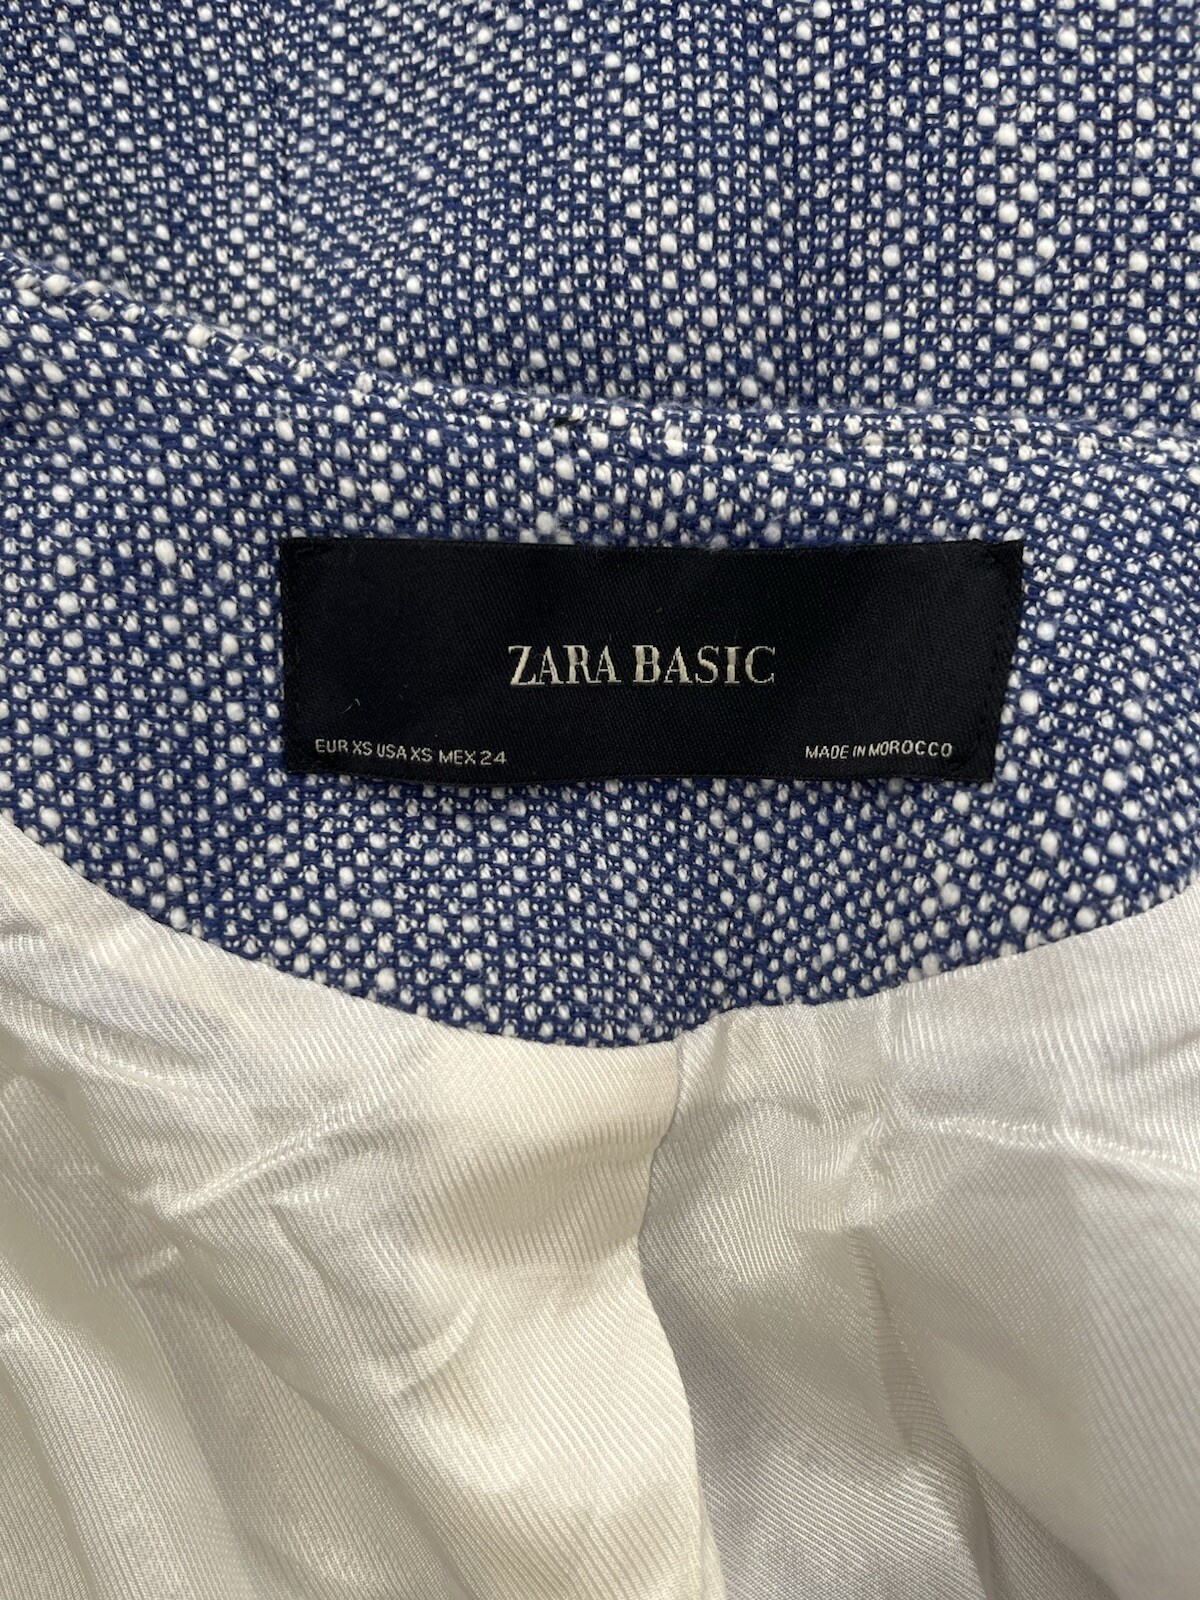 ZARA BASIC
EUR XS USA XS MEX 24
MADE IN MOROCCO